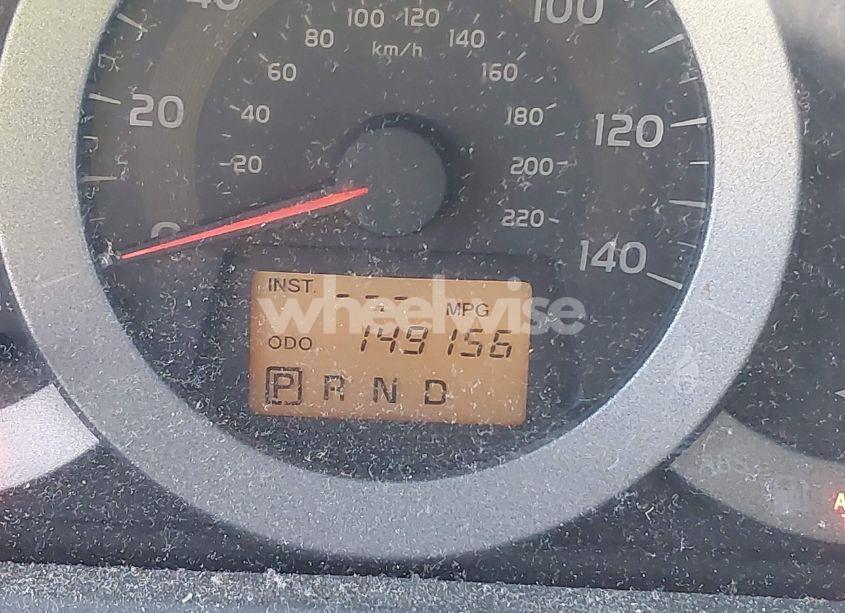 100 120
100
80 140
km/h
60 160
20 40 180 120
20 200
220
0 140
INST. --- MPG
wheelwise
ODO 149156
P R N D